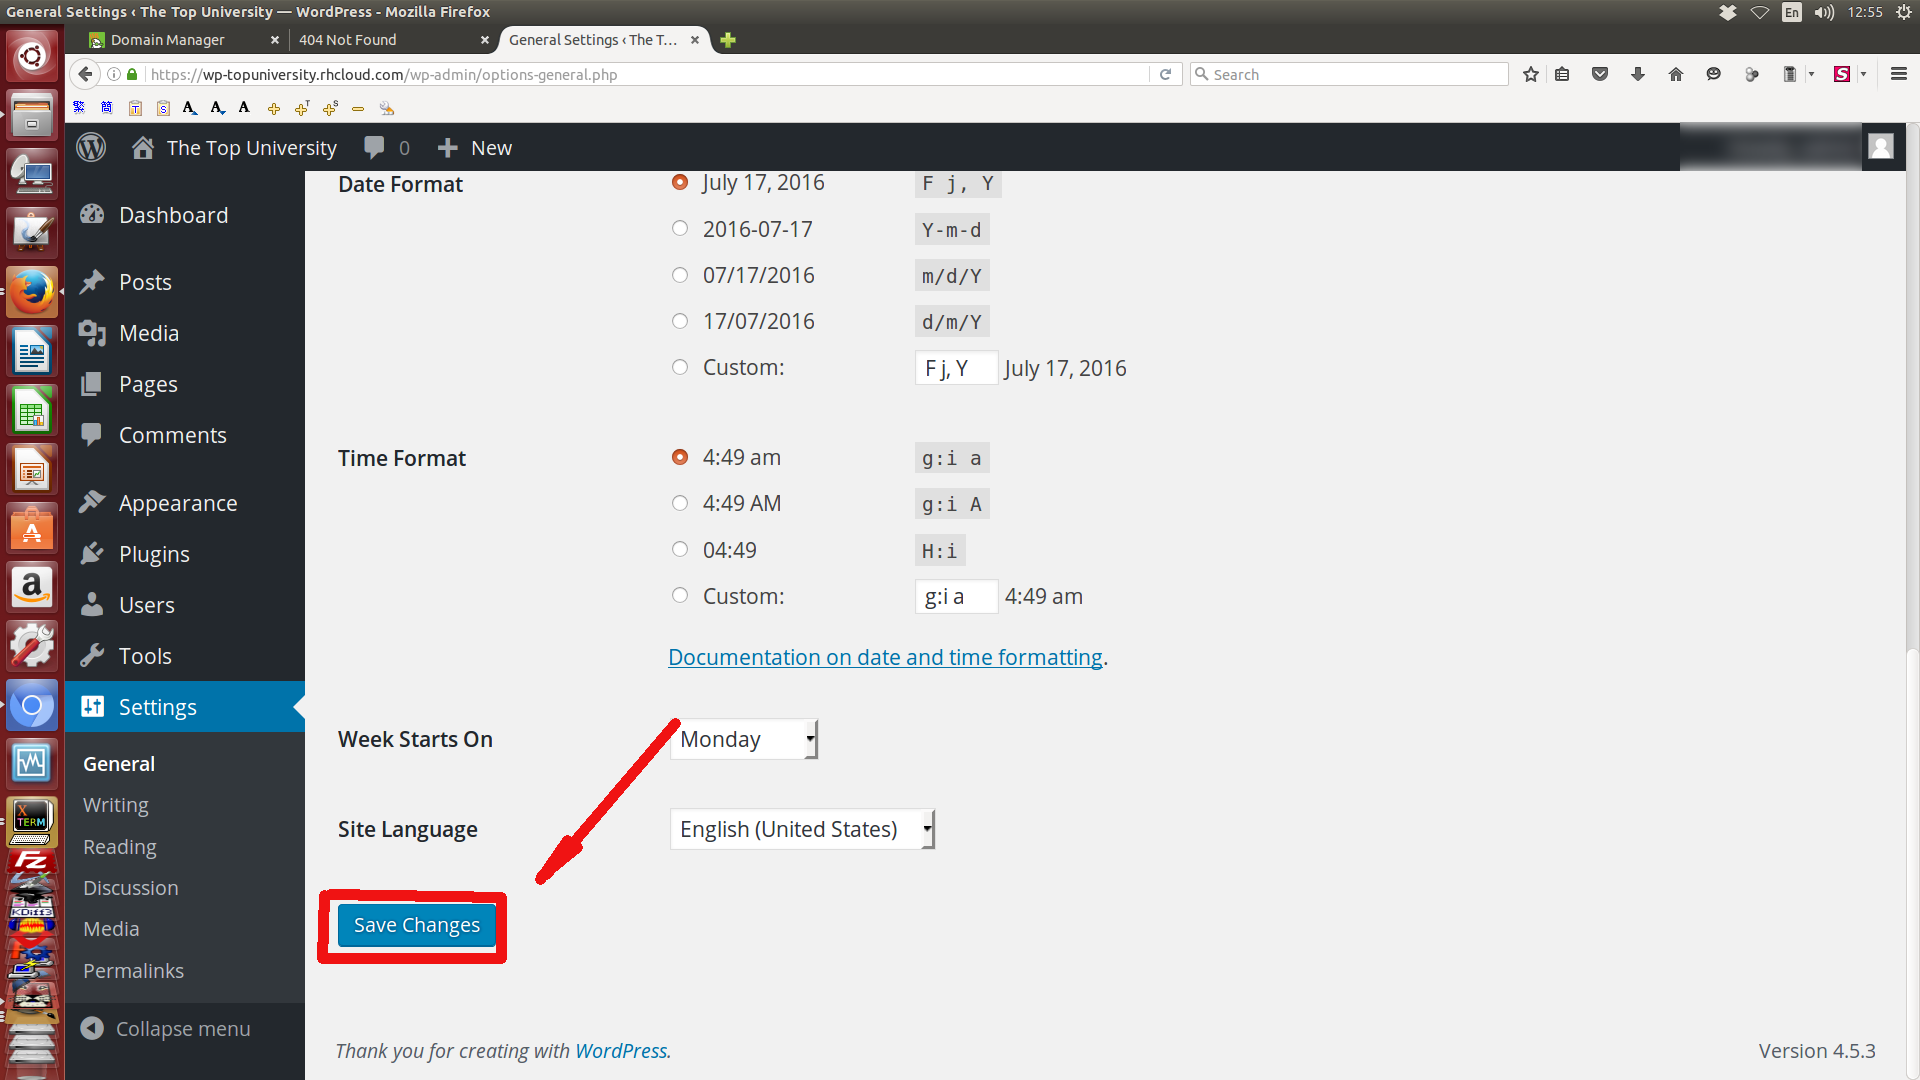 General Settings ‹ The Top University — WordPress - Mozilla Firefox
En
12:55
Domain Manager
404 Not Found
General Settings ‹ The T...
https://wp-topuniversity.rhcloud.com/wp-admin/options-general.php
Search
The Top University
0
New
Dashboard
Posts
Media
Pages
Comments
Appearance
Plugins
Users
Tools
Settings
General
Writing
Reading
Discussion
Media
Permalinks
Collapse menu
Date Format
July 17, 2016
F j, Y
2016-07-17
Y-m-d
07/17/2016
m/d/Y
17/07/2016
d/m/Y
Custom:
F j, Y
July 17, 2016
Time Format
4:49 am
g:i a
4:49 AM
g:i A
04:49
H:i
Custom:
g:i a
4:49 am
Documentation on date and time formatting.
Week Starts On
Monday
Site Language
English (United States)
Save Changes
Thank you for creating with WordPress.
Version 4.5.3
X
TERM
FZ
KDiff3